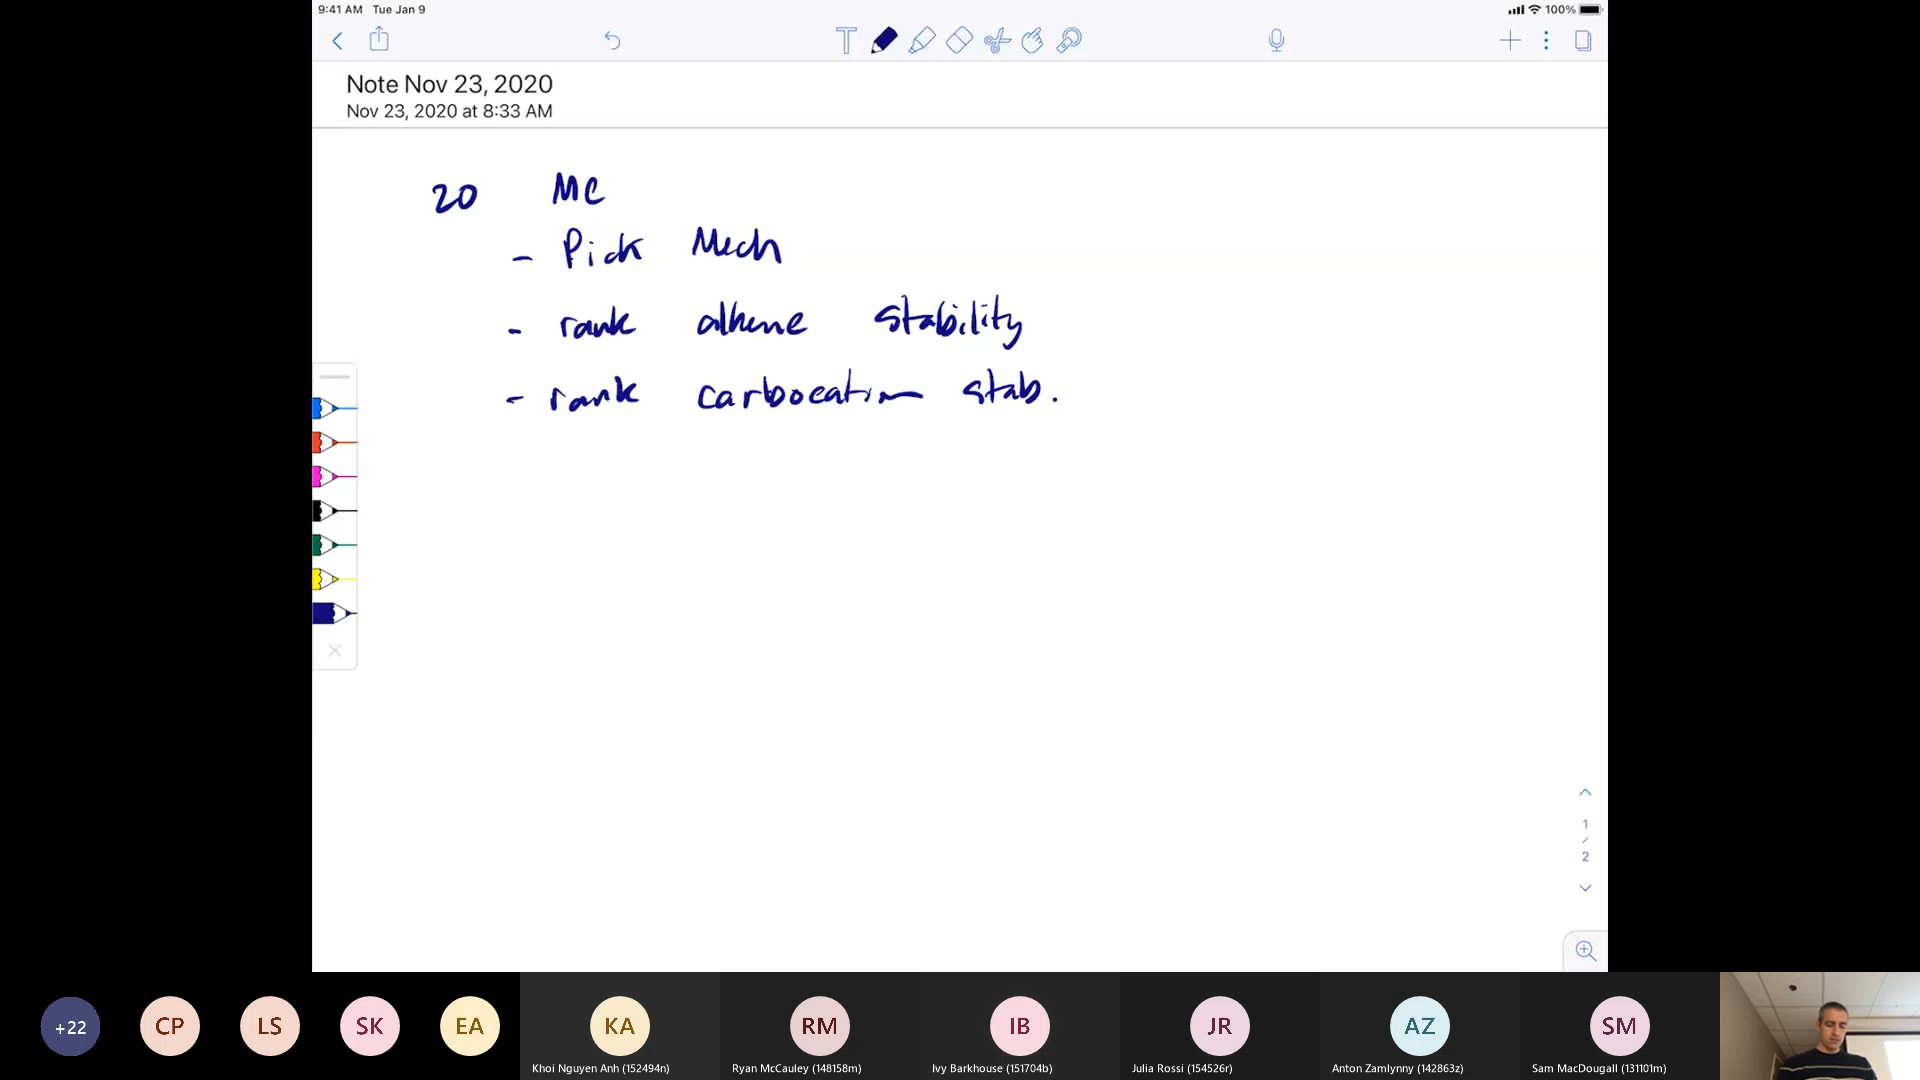 9:41 AM Tue Jan 9 100%
T
Note Nov 23, 2020
Nov 23, 2020 at 8:33 AM
20 MC
- Pick Mech
- rank alkene stability
- rank carbocation stab.
1
2
+22 CP LS SK EA KA RM IB JR AZ SM
Khoi Nguyen Anh (152494n) Ryan McCauley (148158m) Ivy Barkhouse (151704b) Julia Rossi (154526r) Anton Zamlynny (142863z) Sam MacDougall (131101m)